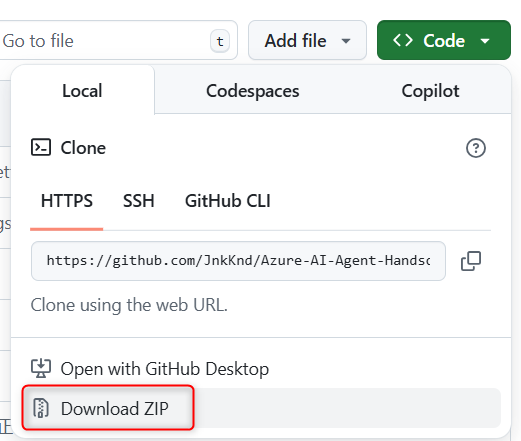 Go to file t Add file Code
Local Codespaces Copilot
Clone
HTTPS SSH GitHub CLI
https://github.com/JnkKnd/Azure-AI-Agent-Handsc
Clone using the web URL.
Open with GitHub Desktop
Download ZIP
正